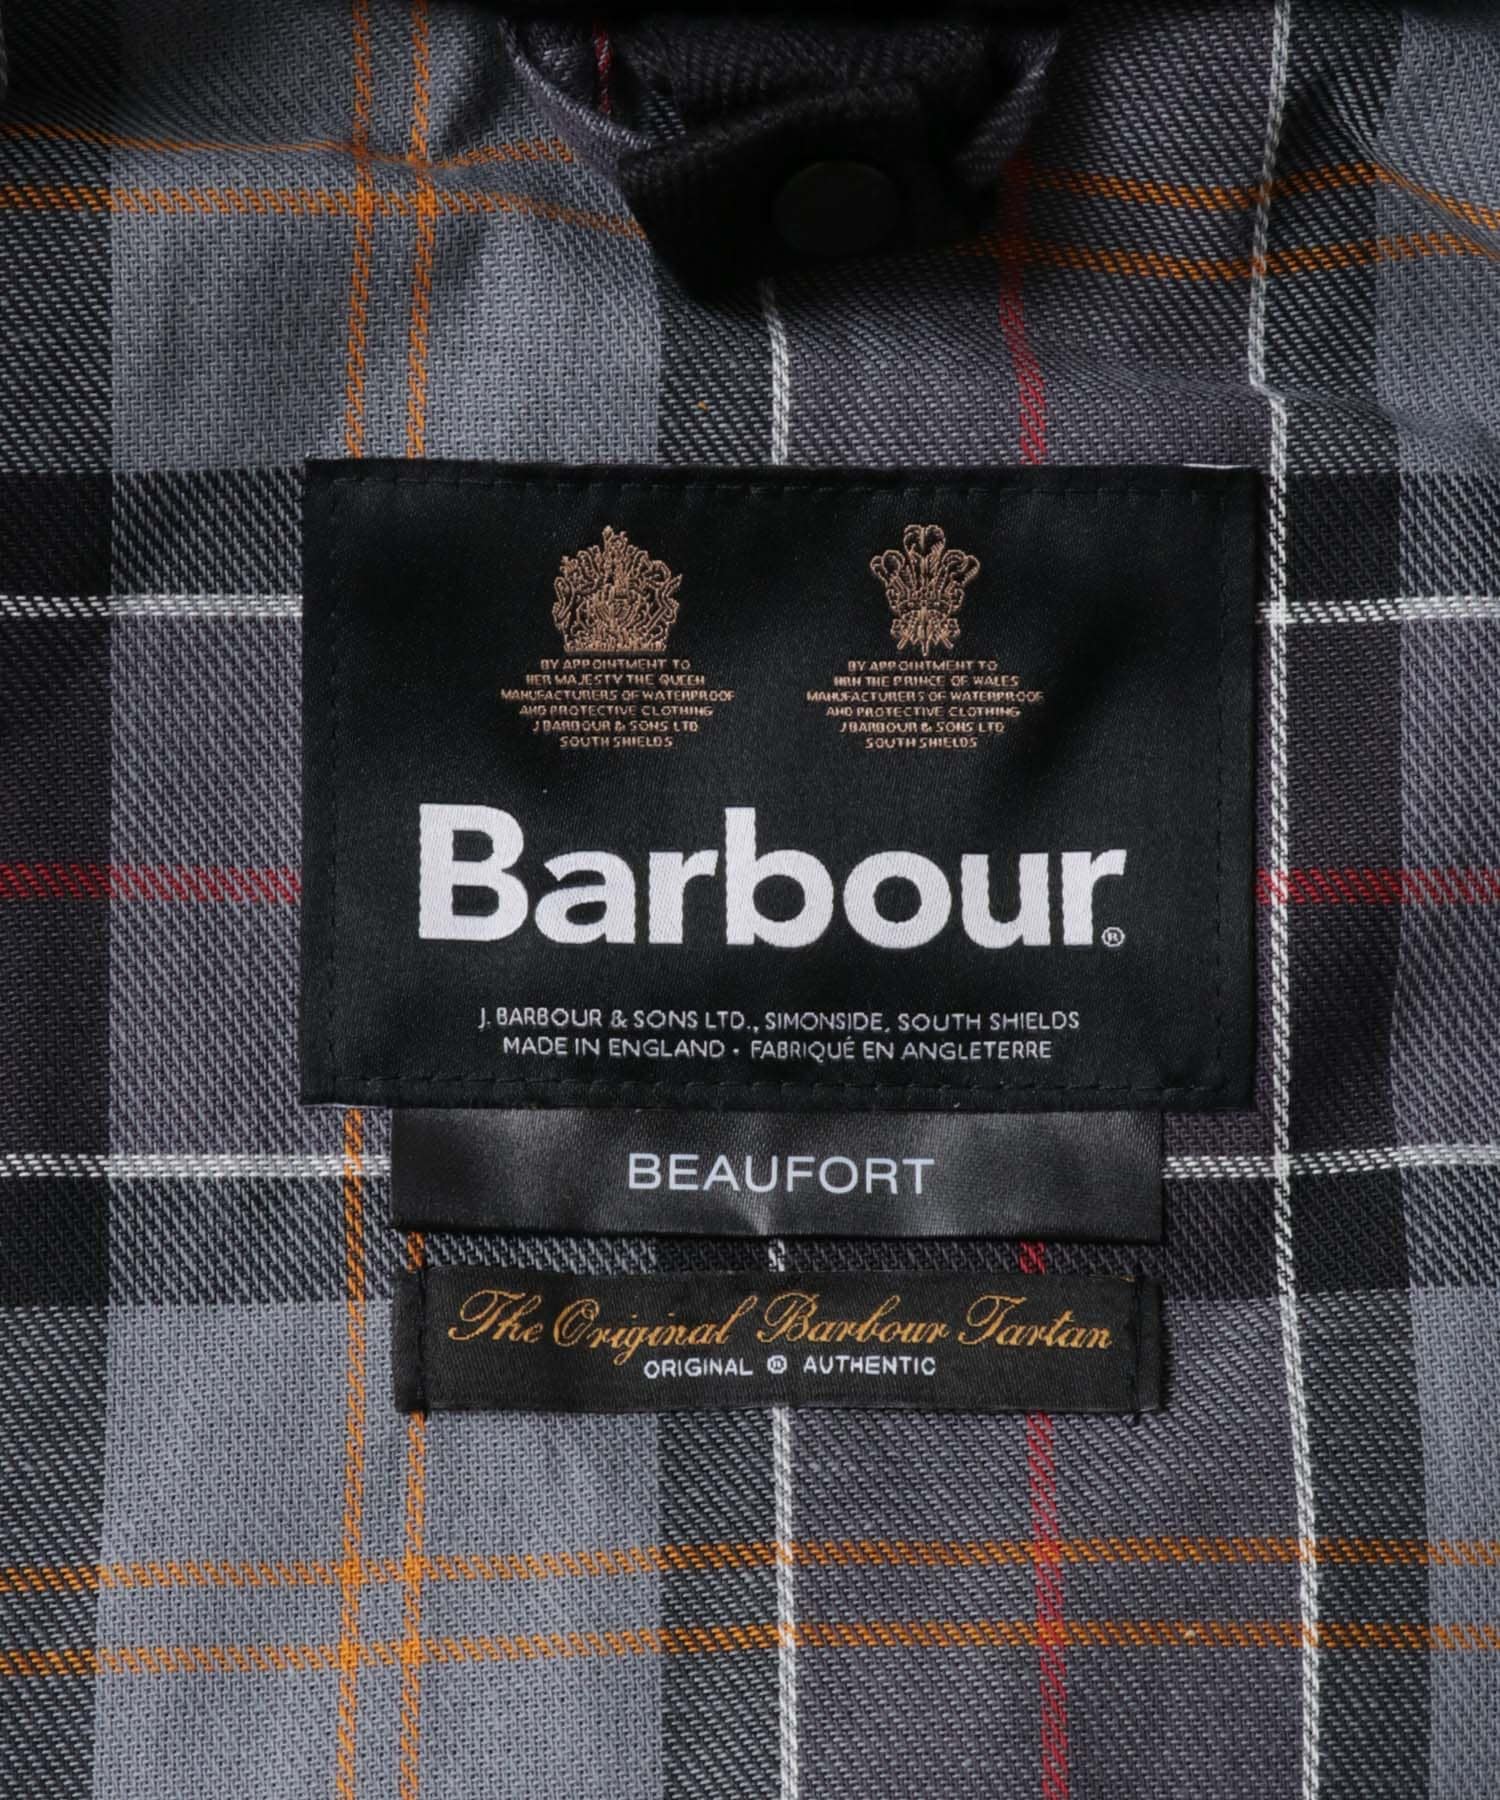 BY APPOINTMENT TO
HER MAJESTY THE QUEEN
MANUFACTURERS OF WATERPROOF
AND PROTECTIVE CLOTHING
J BARBOUR & SONS LTD
SOUTH SHIELDS
BY APPOINTMENT TO
HRH THE PRINCE OF WALES
MANUFACTURERS OF WATERPROOF
AND PROTECTIVE CLOTHING
J BARBOUR & SONS LTD
SOUTH SHIELDS
Barbour®
J. BARBOUR & SONS LTD., SIMONSIDE, SOUTH SHIELDS
MADE IN ENGLAND · FABRIQUÉ EN ANGLETERRE
BEAUFORT
The Original Barbour Tartan
ORIGINAL ® AUTHENTIC